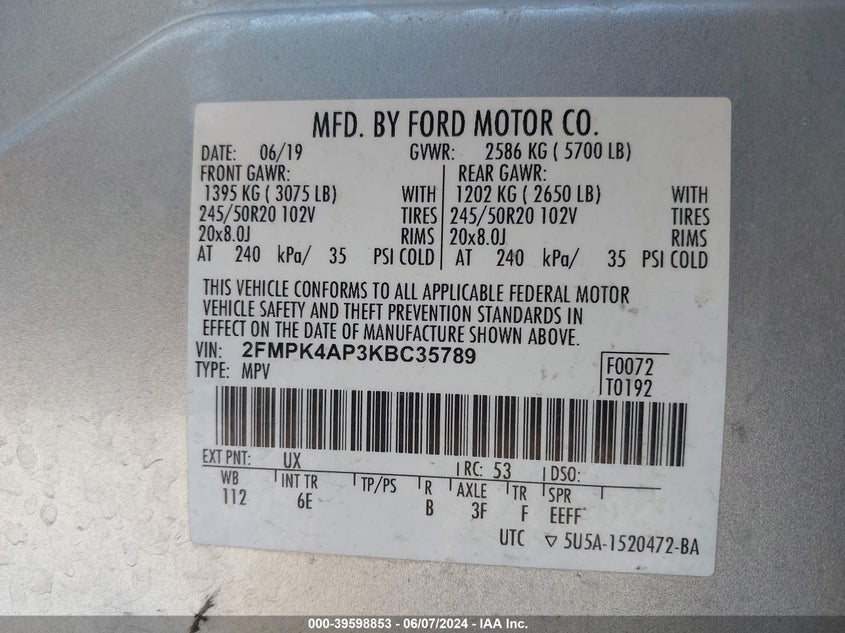 MFD. BY FORD MOTOR CO.
DATE: 06/19 GVWR: 2586 KG ( 5700 LB)
FRONT GAWR: REAR GAWR:
1395 KG ( 3075 LB) WITH 1202 KG ( 2650 LB) WITH
245/50R20 102V TIRES 245/50R20 102V TIRES
20x8.0J RIMS 20x8.0J RIMS
AT 240 kPa/ 35 PSI COLD AT 240 kPa/ 35 PSI COLD
THIS VEHICLE CONFORMS TO ALL APPLICABLE FEDERAL MOTOR
VEHICLE SAFETY AND THEFT PREVENTION STANDARDS IN
EFFECT ON THE DATE OF MANUFACTURE SHOWN ABOVE.
VIN: 2FMPK4AP3KBC35789 F0072
TYPE: MPV T0192
EXT PNT: UX RC: 53 DSO:
WB INT TR TP/PS R AXLE TR SPR
112 6E B 3F F EEFF
UTC ▽ 5U5A-1520472-BA
000-39598853 - 06/07/2024 - IAA Inc.